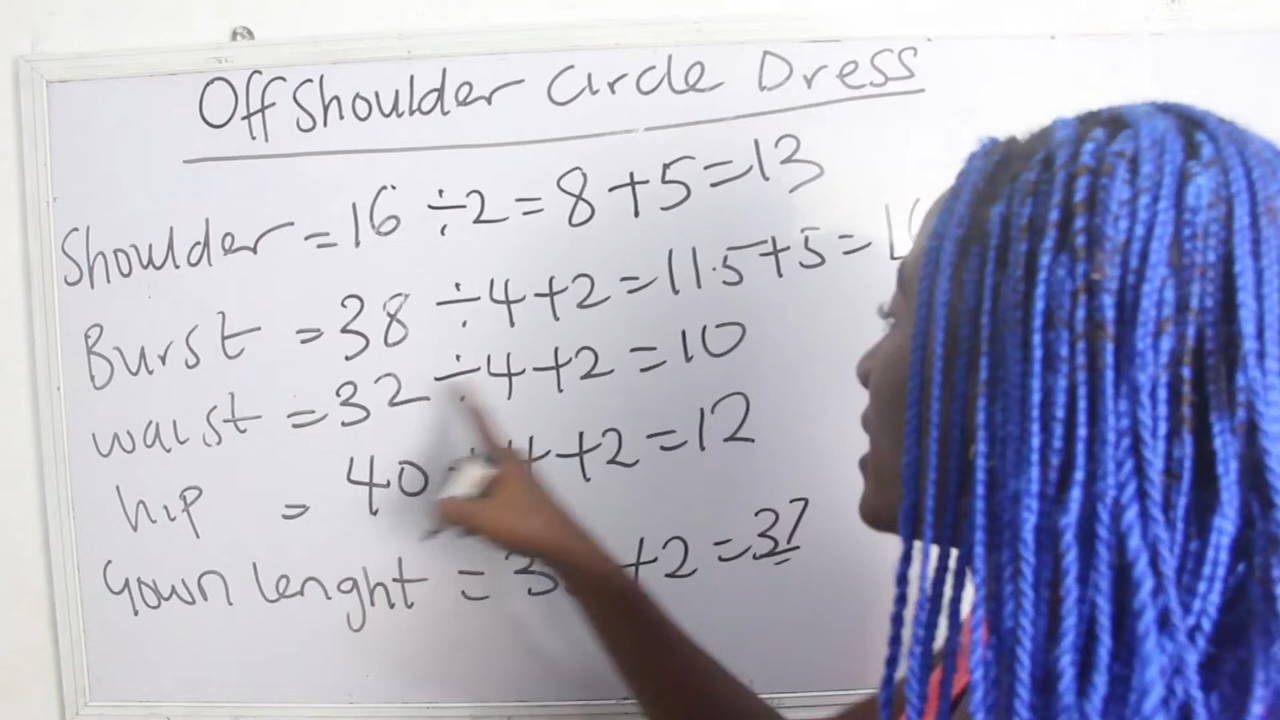 Off Shoulder Circle Dress
Shoulder = 16 ÷2 = 8 + 5 = 13
Burst = 38 ÷4+2 = 11.5+5 =
waist = 32 ÷4+2 = 10
hip = 40 +2 = 12
Gown lenght = +2 = 37